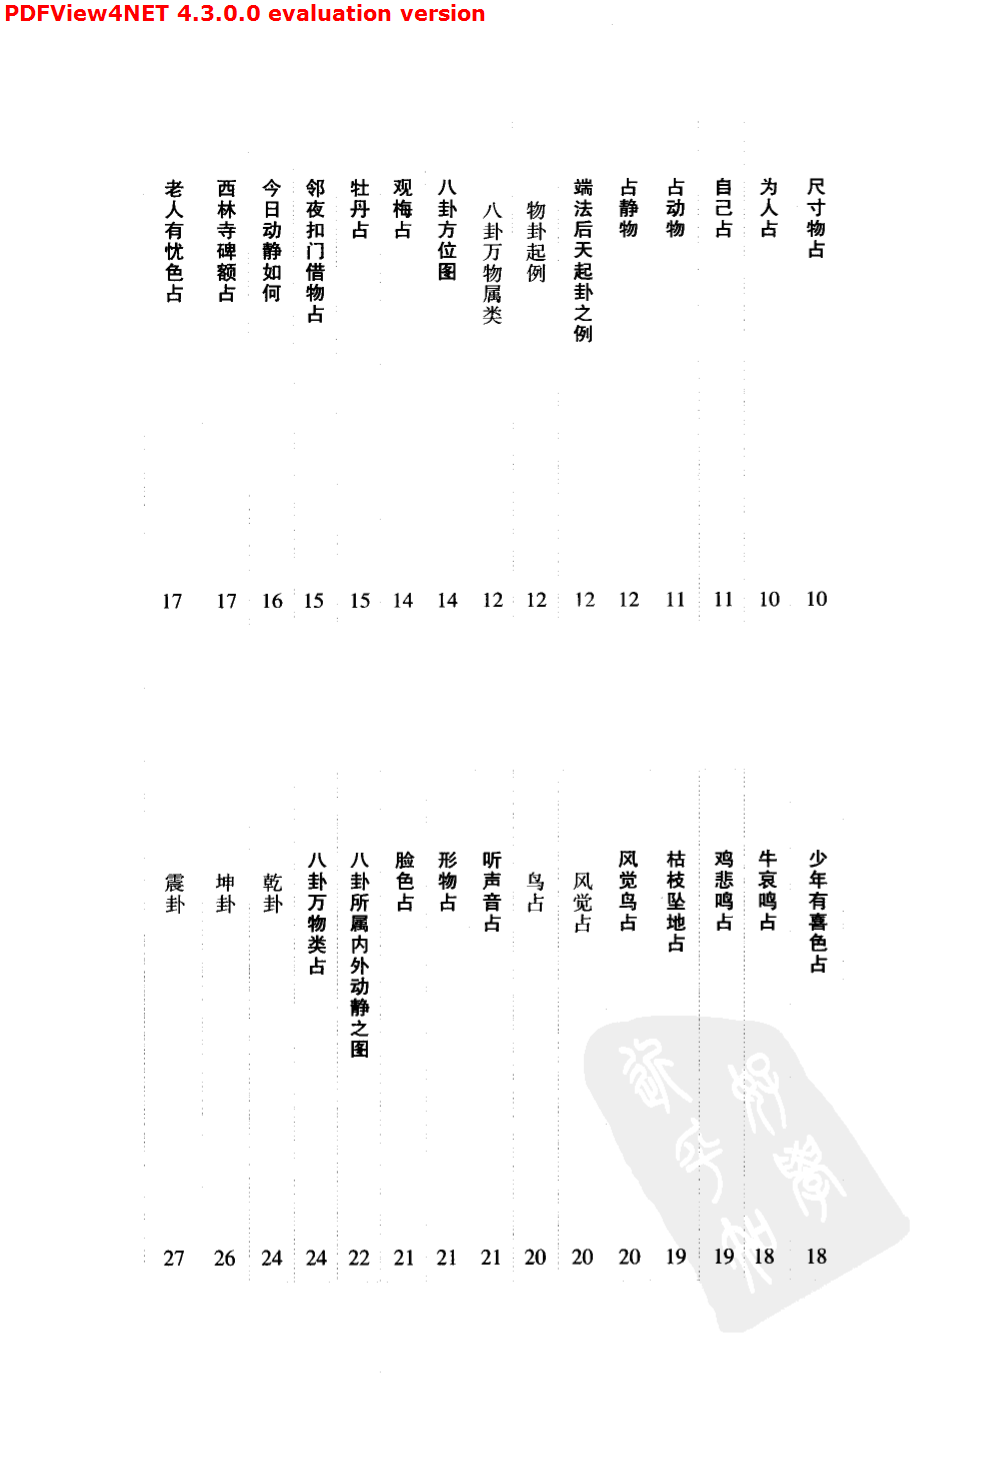 PDFView4NET 4.3.0.0 evaluation version
尺寸物占 10
为人占 10
自己占 11
占动物 11
占静物 12
端法后天起卦之例 12
物卦起例 12
八卦万物属类 12
八卦方位图 14
观梅占 14
牡丹占 15
邻夜扣门借物占 15
今日动静如何 16
西林寺碑额占 17
老人有忧色占 17
少年有喜色占 18
牛哀鸣占 18
鸡悲鸣占 19
枯枝坠地占 19
风觉鸟占 20
风觉占 20
鸟占 20
听声音占 21
形物占 21
脸色占 21
八卦所属内外动静之图 22
八卦万物类占 24
乾卦 24
坤卦 26
震卦 27